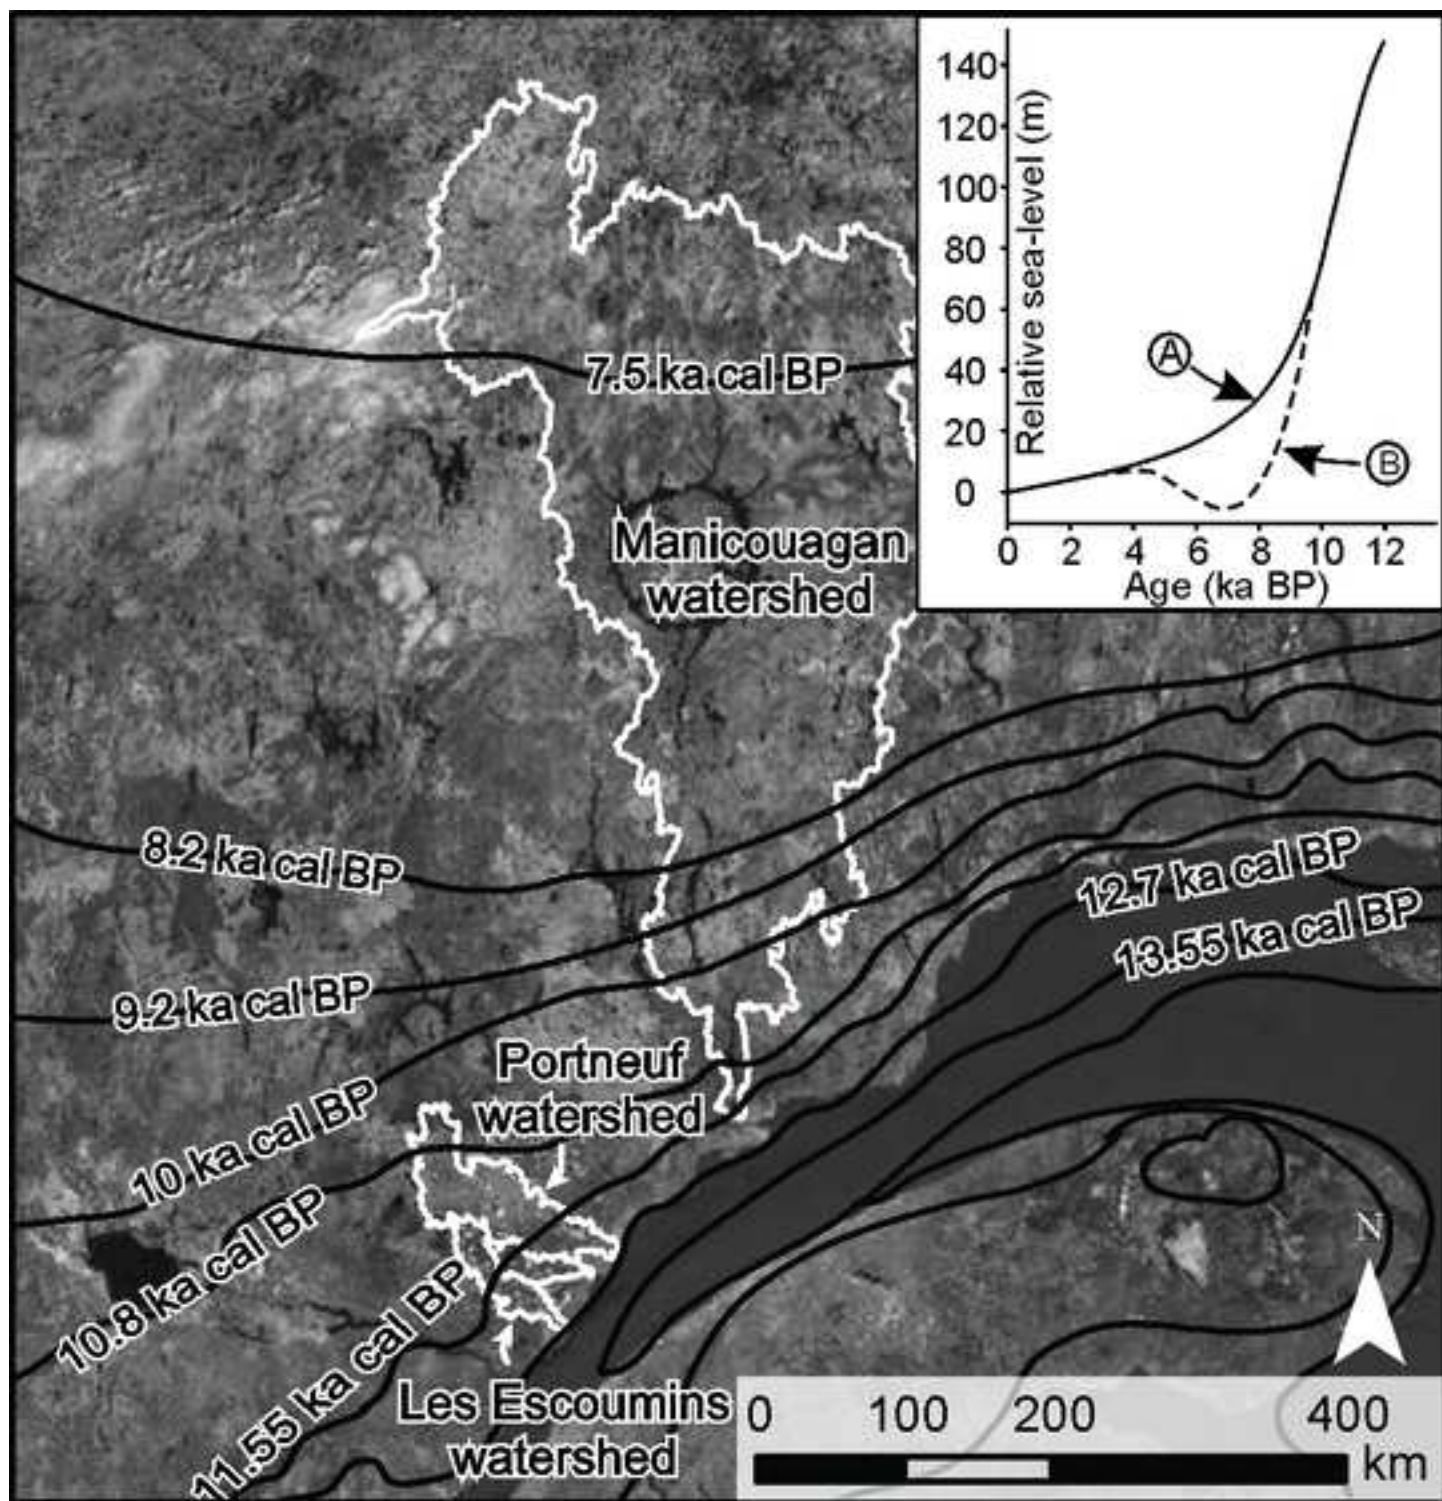 140
120
100
80
60
40
20
0
Relative sea-level (m)
A
B
0 2 4 6 8 10 12
Age (ka BP)
7.5 ka cal BP
Manicouagan
watershed
8.2 ka cal BP
12.7 ka cal BP
13.55 ka cal BP
9.2 ka cal BP
Portneuf
watershed
10 ka cal BP
10.8 ka cal BP
11.55 ka cal BP
N
Les Escoumins
watershed
0 100 200 400
km